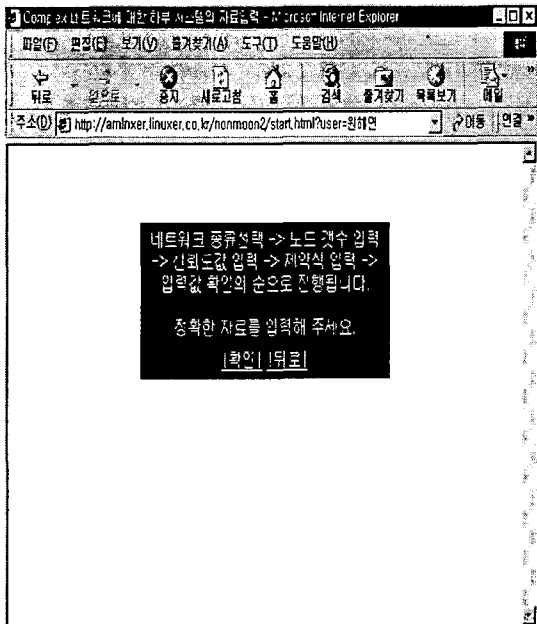 Complex 네트워크에 대한 하부 시스템의 자료입력 - Microsoft Internet Explorer
파일(F) 편집(E) 보기(V) 즐겨찾기(A) 도구(T) 도움말(H)
뒤로 앞으로 중지 새로고침 홈 검색 즐겨찾기 목록보기 메일
주소(D) http://amlnxer.linuxer.co.kr/nonmoon2/start.html?user=원해연 이동 연결 »
네트워크 종류선택 -> 노드 갯수 입력
-> 신뢰도값 입력 -> 제약식 입력 ->
입력값 확인의 순으로 진행됩니다.
정확한 자료를 입력해 주세요.
|확인| |뒤로|